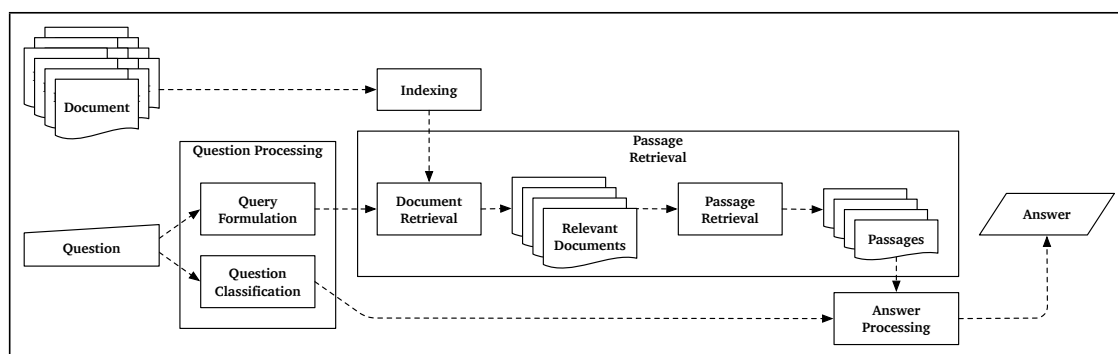 Document
Indexing
Question Processing
Passage
Retrieval
Query
Formulation
Document
Retrieval
Relevant
Documents
Passage
Retrieval
Passages
Answer
Question
Question
Classification
Answer
Processing